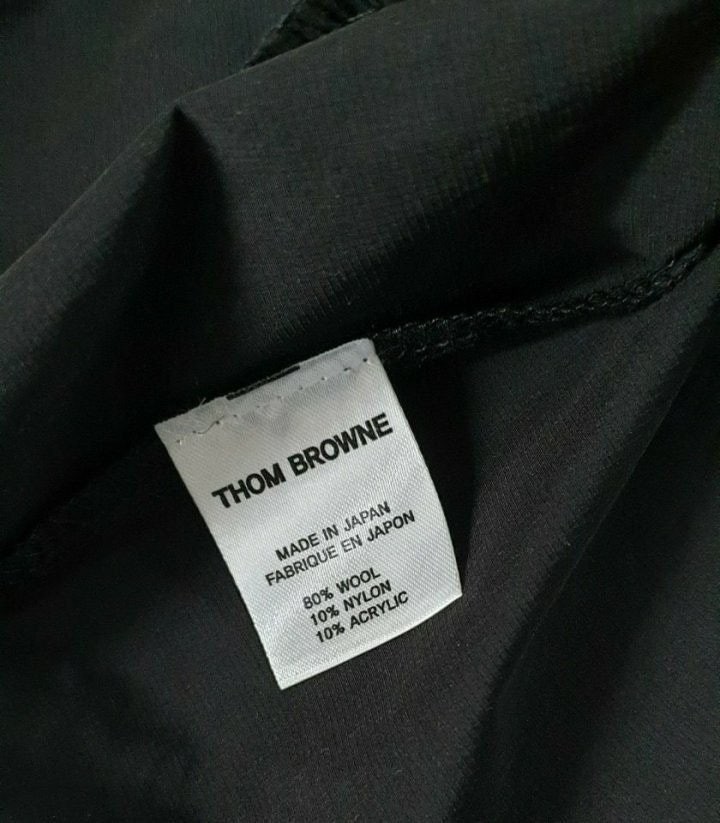 THOM BROWNE
MADE IN JAPAN
FABRIQUE EN JAPON
80% WOOL
10% NYLON
10% ACRYLIC